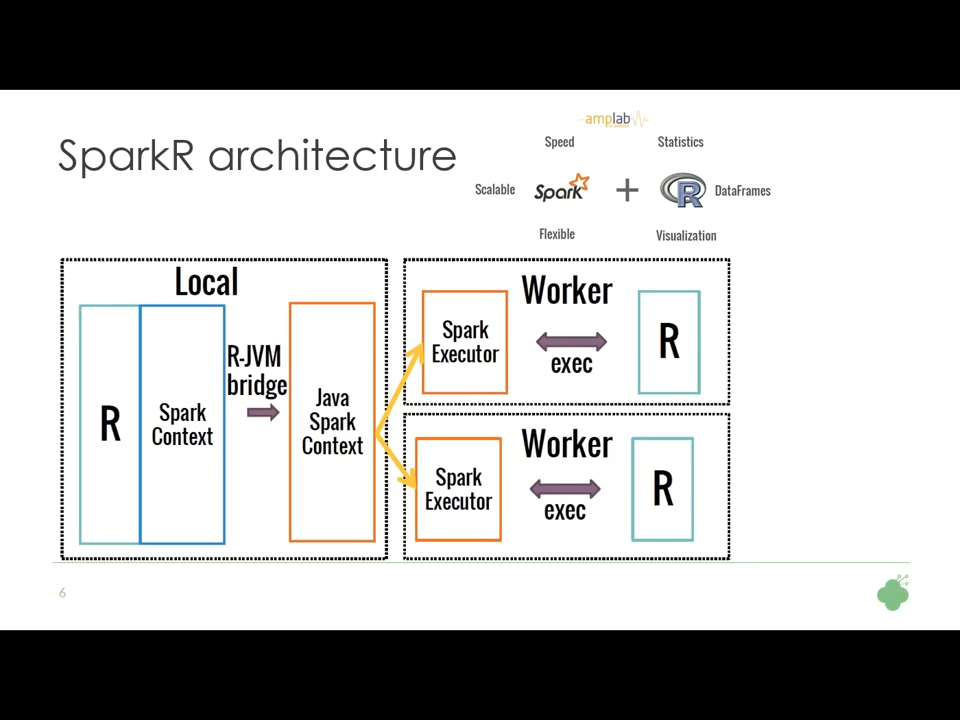 SparkR architecture
amplab
Speed
Statistics
Scalable
Spark
+
R
DataFrames
Flexible
Visualization
Local
R
Spark
Context
R-JVM
bridge
Java
Spark
Context
Worker
Spark
Executor
exec
R
Worker
Spark
Executor
exec
R
6